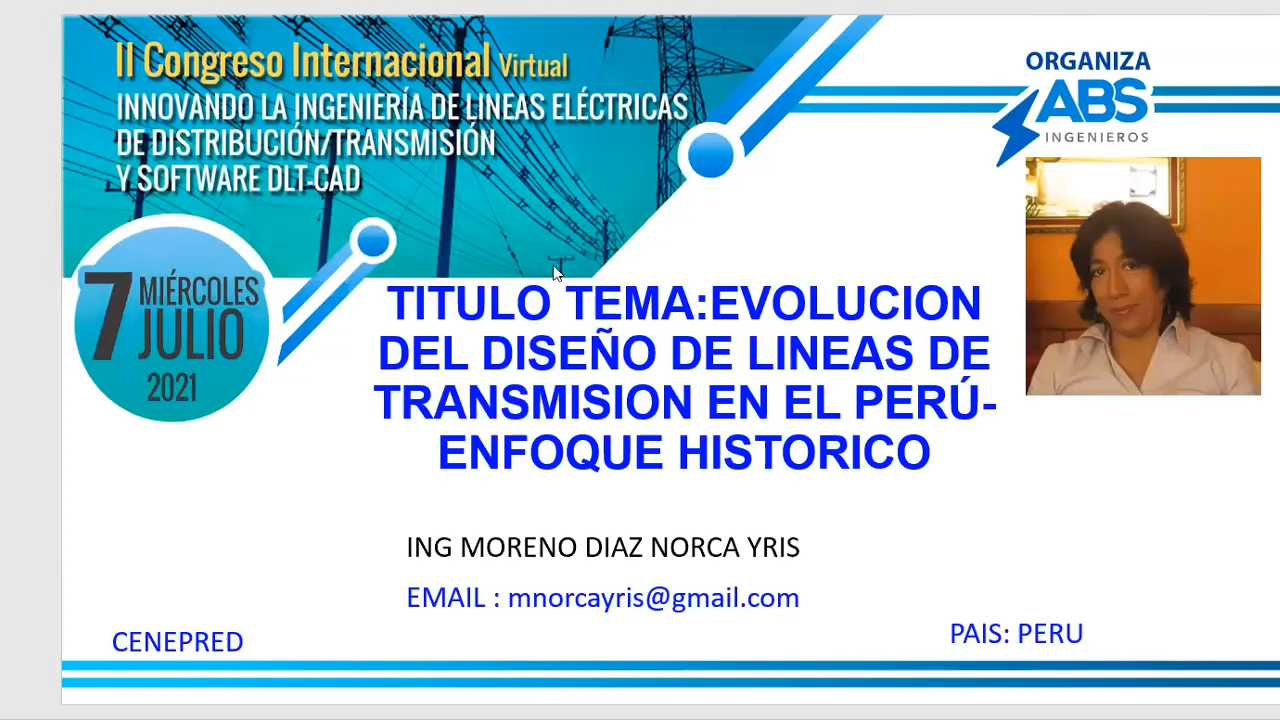 II Congreso Internacional Virtual
INNOVANDO LA INGENIERÍA DE LINEAS ELÉCTRICAS
DE DISTRIBUCIÓN/TRANSMISIÓN
Y SOFTWARE DLT-CAD
ORGANIZA
ABS
INGENIEROS
7 MIÉRCOLES
JULIO
2021
TITULO TEMA:EVOLUCION
DEL DISEÑO DE LINEAS DE
TRANSMISION EN EL PERÚ-
ENFOQUE HISTORICO
ING MORENO DIAZ NORCA YRIS
EMAIL : mnorcayris@gmail.com
CENEPRED
PAIS: PERU